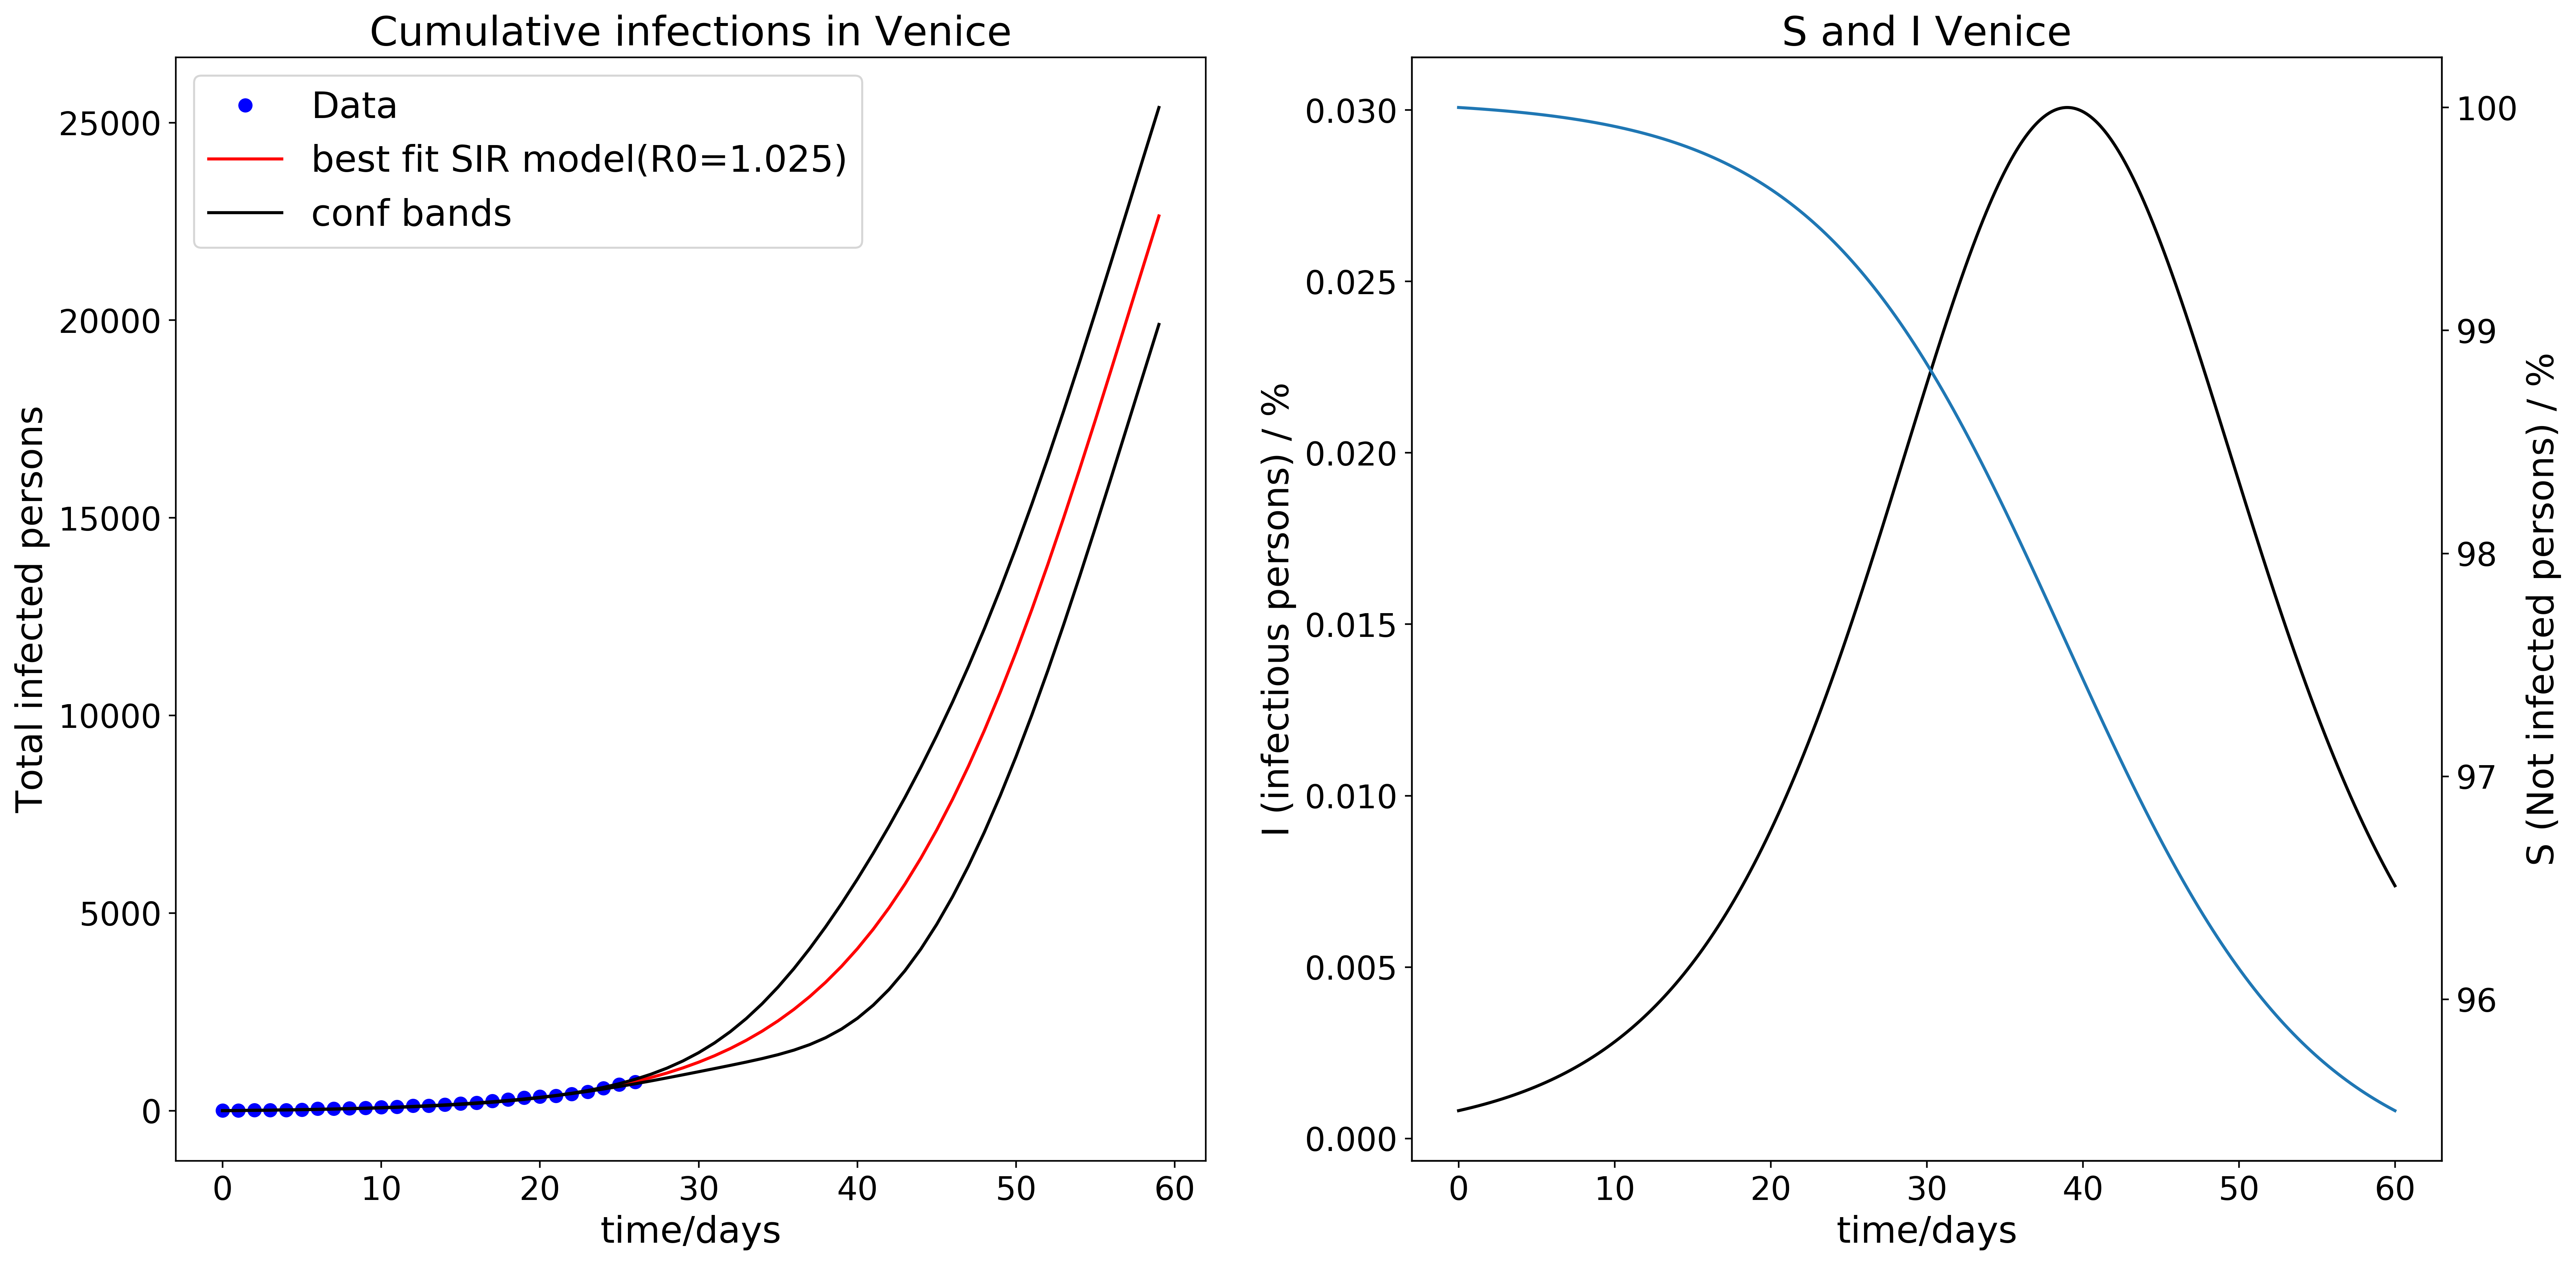 Cumulative infections in Venice
Data
best fit SIR model(R0=1.025)
conf bands
25000
20000
15000
10000
5000
0
Total infected persons
0 10 20 30 40 50 60
time/days
S and I Venice
0.030
0.025
0.020
0.015
0.010
0.005
0.000
I (infectious persons) / %
100
99
98
97
96
S (Not infected persons) / %
0 10 20 30 40 50 60
time/days